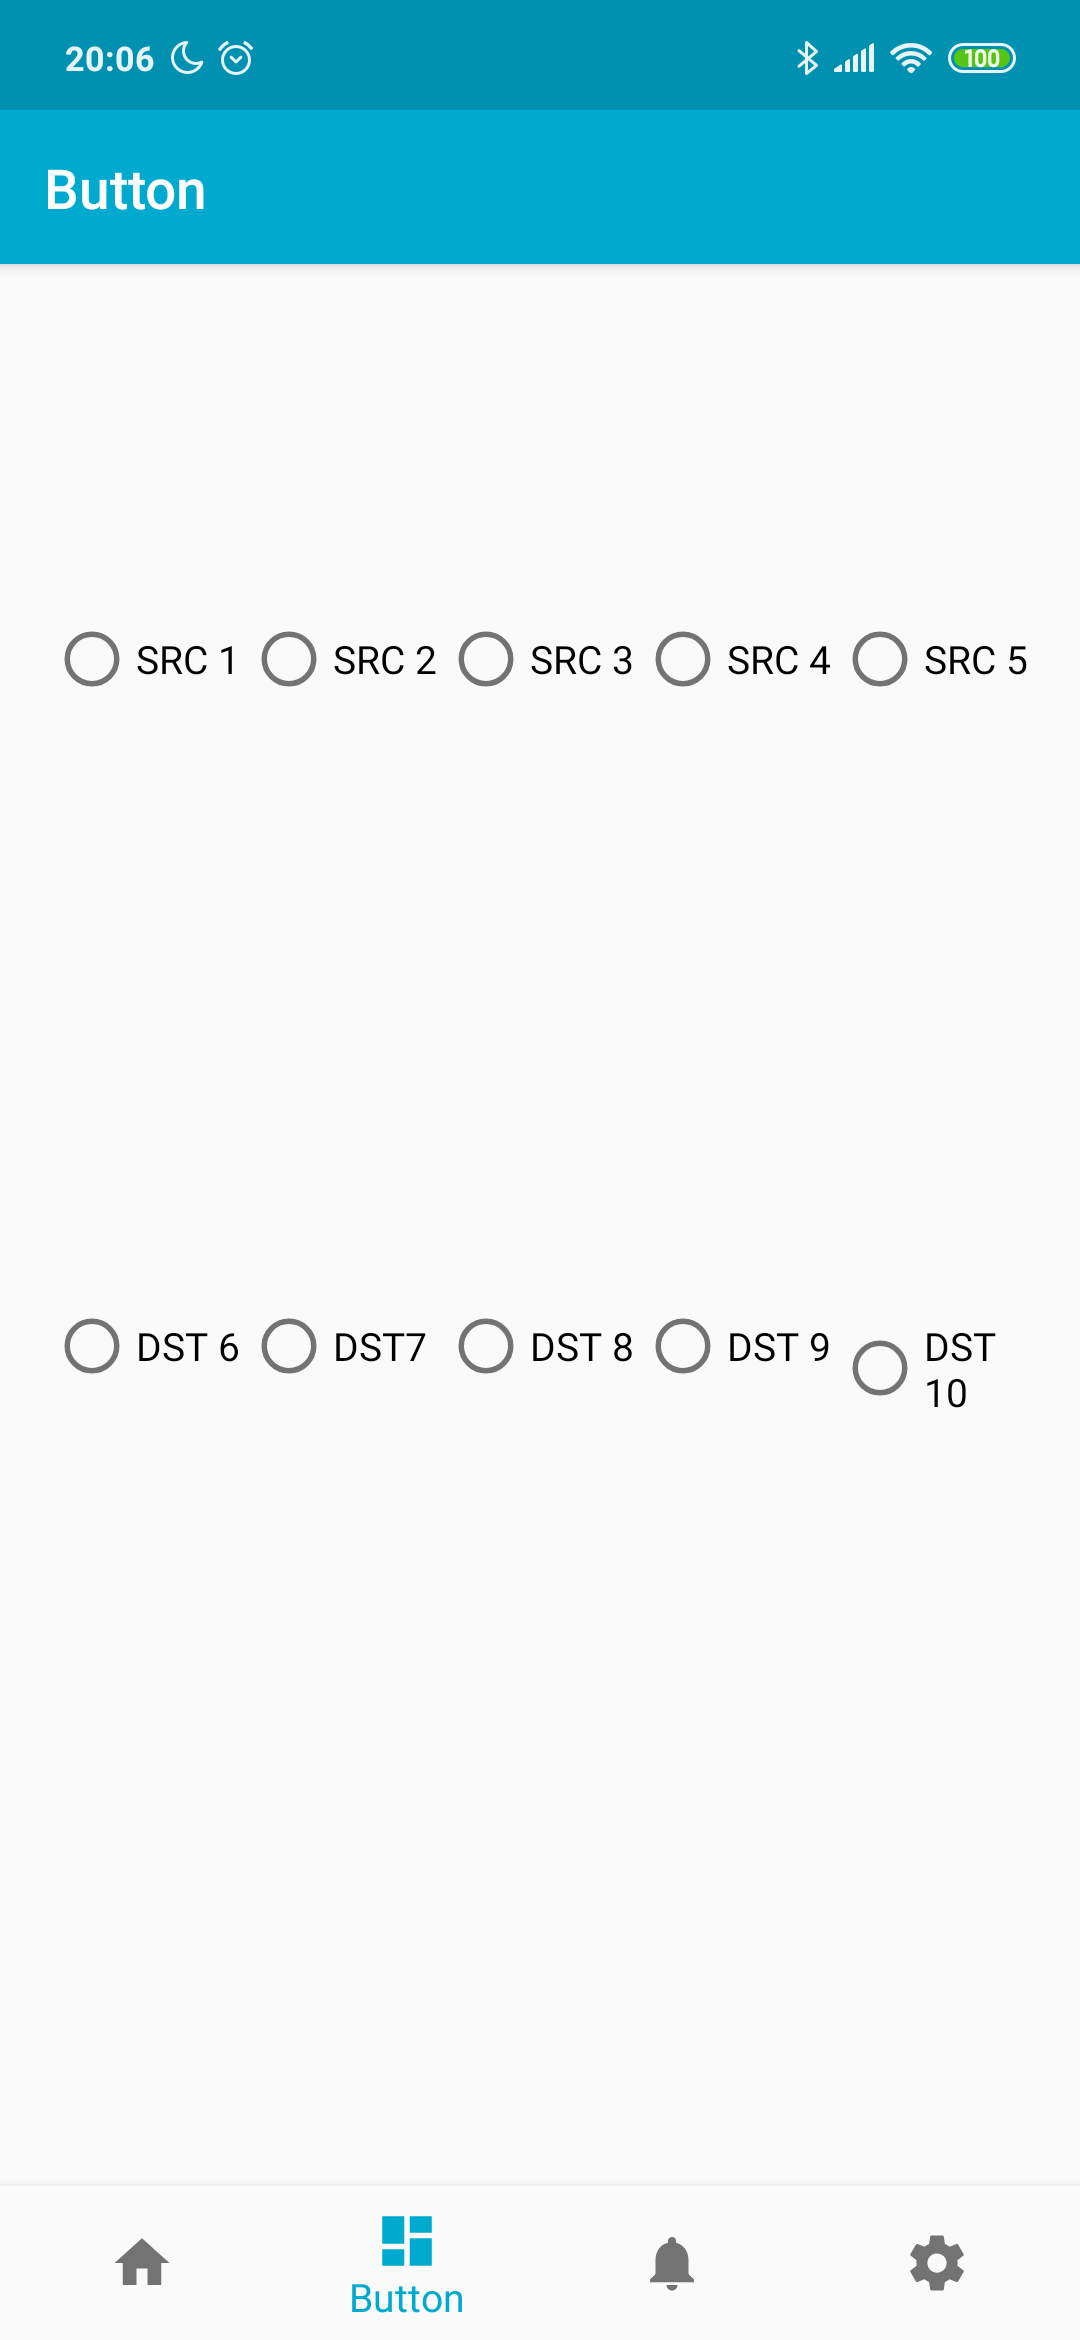 20:06
100
Button
SRC 1 SRC 2 SRC 3 SRC 4 SRC 5
DST 6 DST7 DST 8 DST 9 DST
10
Button